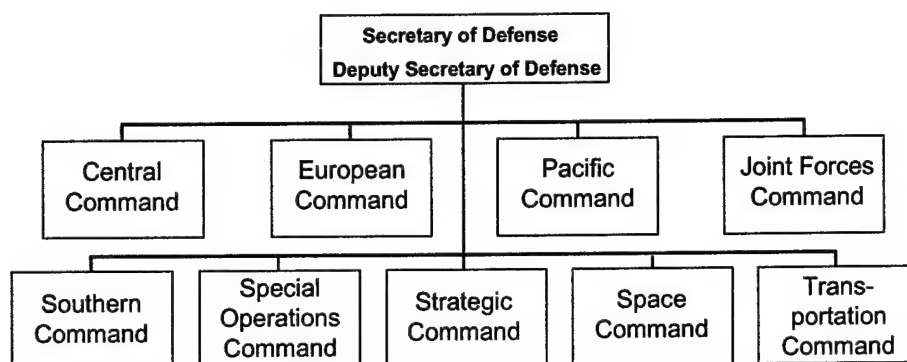 Secretary of Defense
Deputy Secretary of Defense
Central
Command
European
Command
Pacific
Command
Joint Forces
Command
Southern
Command
Special
Operations
Command
Strategic
Command
Space
Command
Trans-
portation
Command